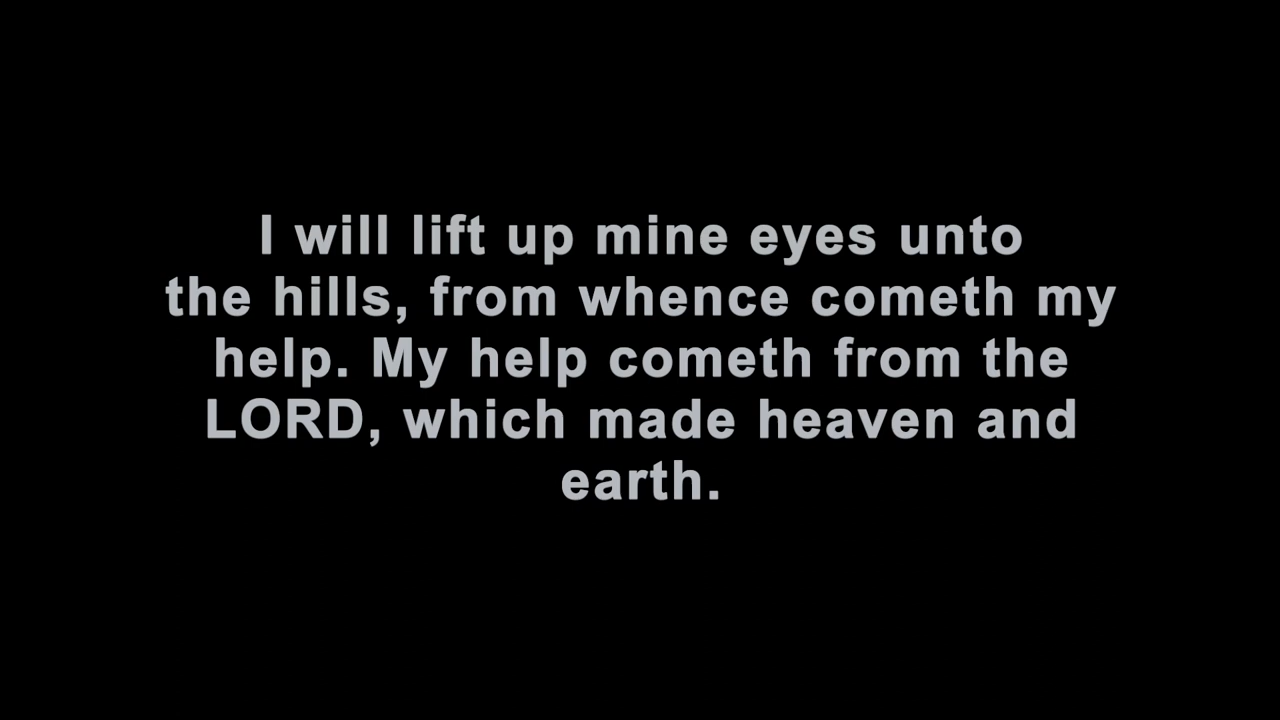 I will lift up mine eyes unto
the hills, from whence cometh my
help. My help cometh from the
LORD, which made heaven and
earth.